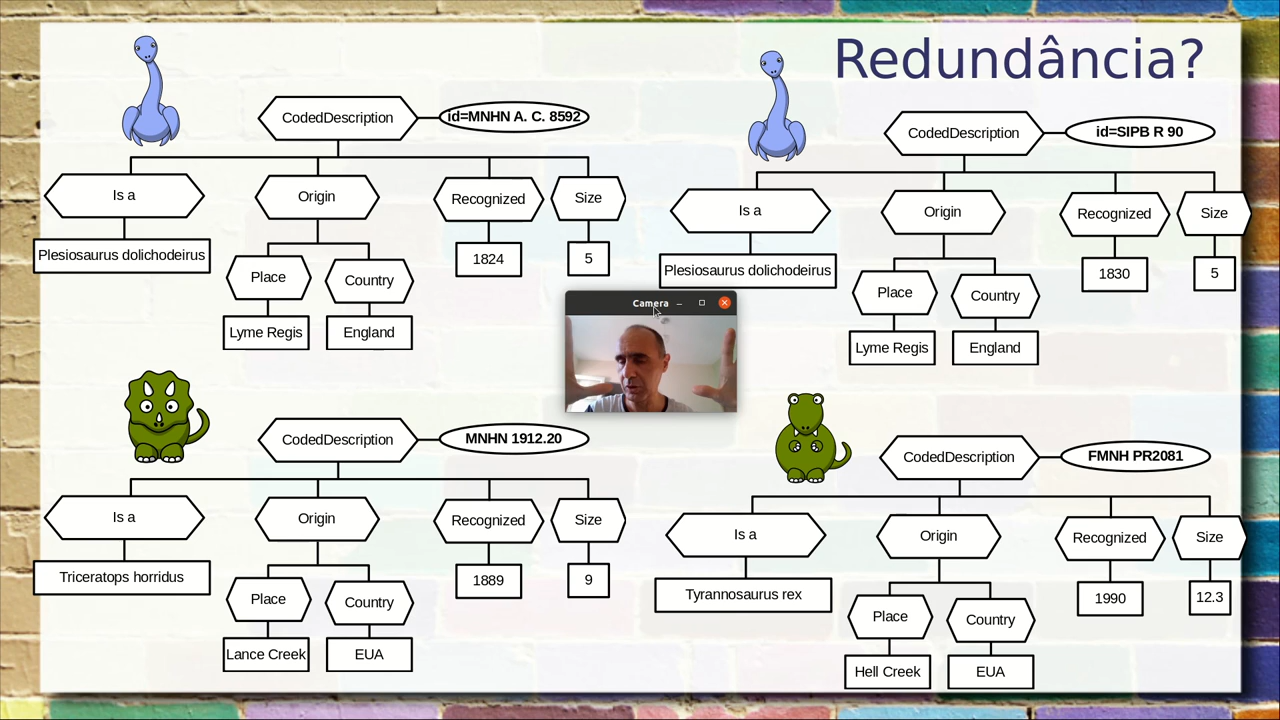 Redundância?
CodedDescription
id=MNHN A. C. 8592
Is a
Origin
Recognized
Size
Plesiosaurus dolichodeirus
Place
Country
1824
5
Lyme Regis
England
CodedDescription
id=SIPB R 90
Is a
Origin
Recognized
Size
Plesiosaurus dolichodeirus
Place
Country
1830
5
Lyme Regis
England
Camera
CodedDescription
MNHN 1912.20
Is a
Origin
Recognized
Size
Triceratops horridus
Place
Country
1889
9
Lance Creek
EUA
CodedDescription
FMNH PR2081
Is a
Origin
Recognized
Size
Tyrannosaurus rex
Place
Country
1990
12.3
Hell Creek
EUA